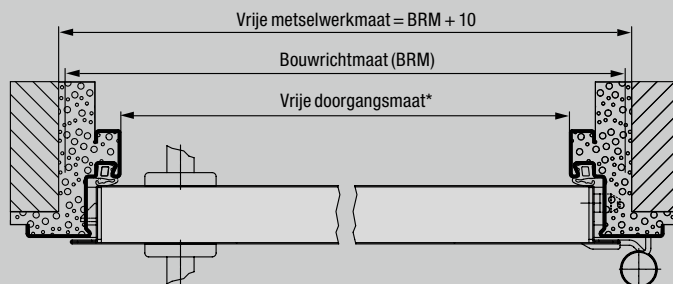 Vrije metselwerkmaat = BRM + 10
Bouwrichtmaat (BRM)
Vrije doorgangsmaat*